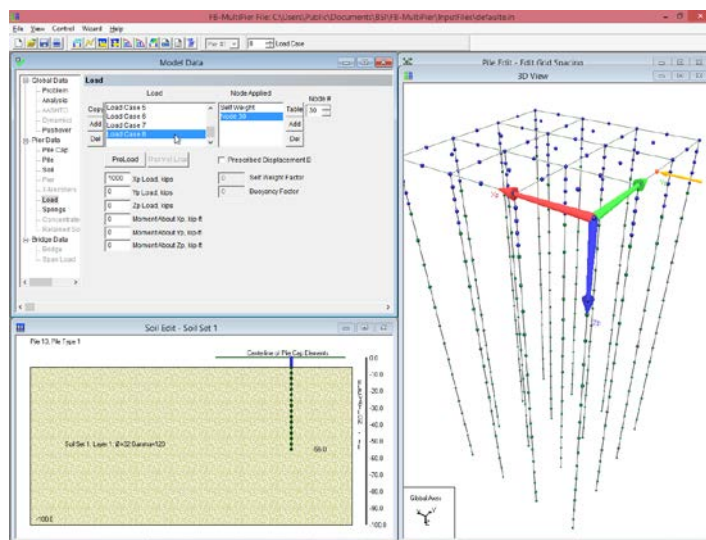 FB-MultiPier File: C:\Users\Public\Documents\BSI\FB-MultiPier\InputFiles\defaulte.in
File View Control Wizard Help
Load Case
Model Data
Global Data
Problem
Analysis
AASHTO
Dynamics
Pushover
Pier Data
Pile Cap
Pile
Soil
Pier
X-Members
Load
Springs
Concentrate
Retained So
Bridge Data
Bridge
Span Load
Load
Load
Load Case 5
Load Case 6
Load Case 7
Load Case 8
Copy
Add
Del
Node Applied
Self Weight
Node 30
Table
Add
Del
Node #
30
PreLoad
Prescribed Displacement
Self Weight Factor
Buoyancy Factor
Xp Load, kips
0 Yp Load, kips
0 Zp Load, kips
0 Moment About Xp, kip-ft
0 Moment About Yp, kip-ft
0 Moment About Zp, kip-ft
Soil Edit - Soil Set 1
Pile 13, Pile Type 1
Centerline of Pile Cap Elements
0.0
-10.0
-20.0
-30.0
-40.0
-50.0
-60.0
-70.0
-80.0
-90.0
-100.0
Soil Set 1, Layer 1, Ø=32 Gamma=120
-55.0
-100.0
Pile Edit - Edit Grid Spacing
3D View
Xp
Zp
Global Axes